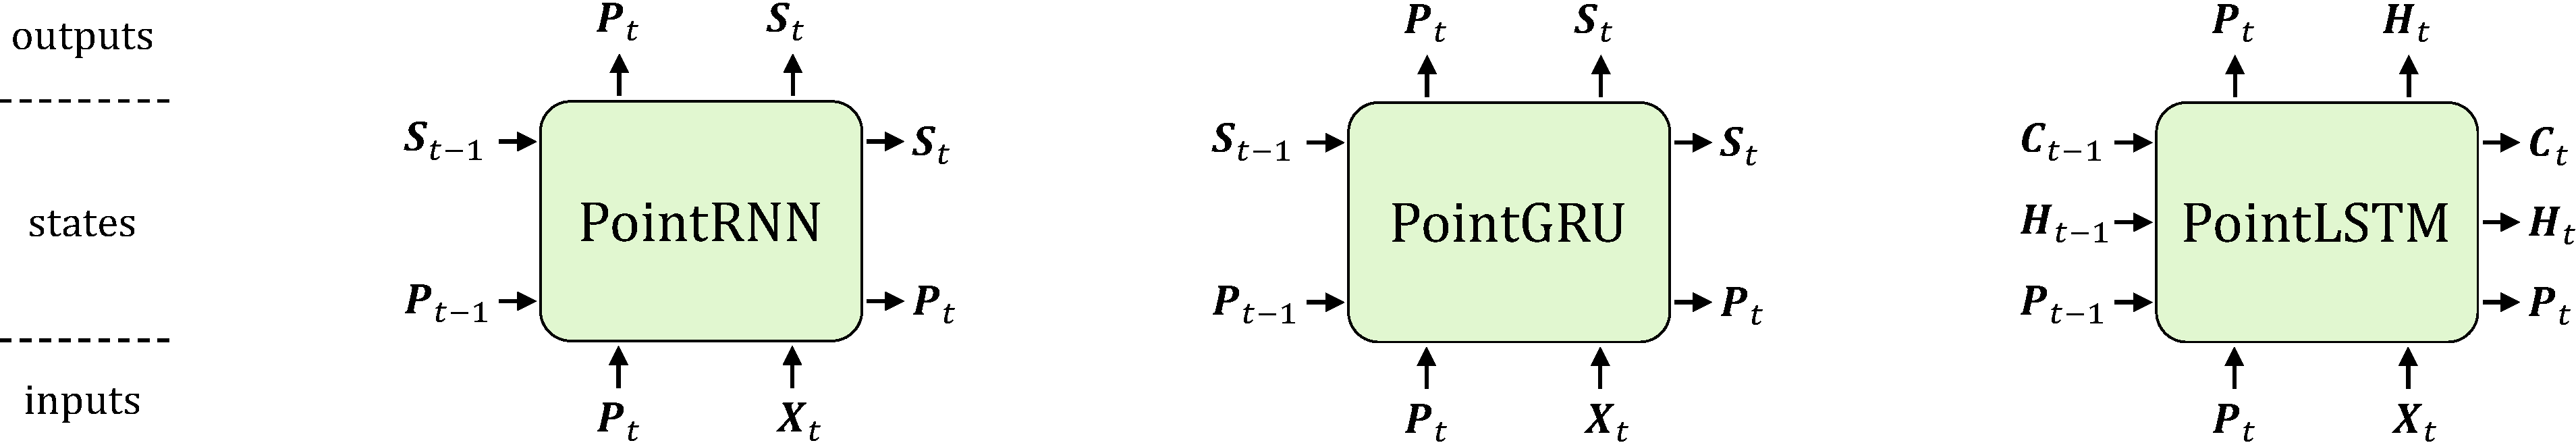 outputs
P_t S_t P_t S_t P_t H_t
S_{t−1} S_t S_{t−1} S_t C_{t−1} C_t
states PointRNN PointGRU H_{t−1} PointLSTM H_t
P_{t−1} P_t P_{t−1} P_t P_{t−1} P_t
inputs
P_t X_t P_t X_t P_t X_t